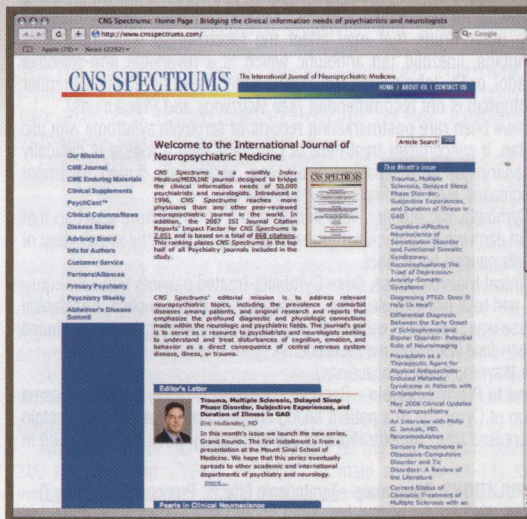 CNS Spectrums: Home Page : Bridging the clinical information needs of psychiatrists and neurologists
http://www.cnsspectrums.com/
Google
Apple (78)▾ News (2292)▾
CNS SPECTRUMS®
The International Journal of Neuropsychiatric Medicine
HOME | ABOUT US | CONTACT US
Article Search GO
Our Mission
CME Journal
CME Enduring Materials
Clinical Supplements
PsychCast™
Clinical Columns/News
Disease States
Advisory Board
Info for Authors
Customer Service
Partners/Alliances
Primary Psychiatry
Psychiatry Weekly
Alzheimer's Disease
Summit
Welcome to the International Journal of
Neuropsychiatric Medicine
CNS Spectrums is a monthly Index
Medicus/MEDLINE journal designed to bridge
the clinical information needs of 50,000
psychiatrists and neurologists. Introduced in
1996, CNS Spectrums reaches more
physicians than any other peer-reviewed
neuropsychiatric journal in the world. In
addition, the 2007 ISI Journal Citation
Reports' Impact Factor for CNS Spectrums is
2.051 and is based on a total of 868 citations.
This ranking places CNS Spectrums in the top
half of all Psychiatry journals included in the
study.
CNS SPECTRUMS
CNS Spectrums' editorial mission is to address relevant
neuropsychiatric topics, including the prevalence of comorbid
diseases among patients, and original research and reports that
emphasize the profound diagnostic and physiologic connections
made within the neurologic and psychiatric fields. The journal's goal
is to serve as a resource to psychiatrists and neurologists seeking
to understand and treat disturbances of cognition, emotion, and
behavior as a direct consequence of central nervous system
disease, illness, or trauma.
Editor's Letter
Trauma, Multiple Sclerosis, Delayed Sleep
Phase Disorder, Subjective Experiences, and
Duration of Illness in GAD
Eric Hollander, MD
In this month's issue we launch the new series,
Grand Rounds. The first installment is from a
presentation at the Mount Sinai School of
Medicine. We hope that this series eventually
spreads to other academic and international
departments of psychiatry and neurology.
more...
Pearls in Clinical Neuroscience
This Month's Issue
Trauma, Multiple
Sclerosis, Delayed Sleep
Phase Disorder,
Subjective Experiences,
and Duration of Illness in
GAD
Cognitive-Affective
Neuroscience of
Somatization Disorder
and Functional Somatic
Syndromes:
Reconceptualizing The
Triad of Depression-
Anxiety-Somatic
Symptoms
Diagnosing PTSD: Does It
Help Us Heal?
Differential Diagnosis
Between the Early Onset
of Schizophrenia and
Bipolar Disorder: Potential
Role of Neuroimaging
Pravastatin as a
Therapeutic Agent for
Atypical Antipsychotic-
Induced Metabolic
Syndrome in Patients with
Schizophrenia
May 2008 Clinical Updates
in Neuropsychiatry
An Interview with Philip
G. Janicak, MD:
Neuromodulation
Sensory Phenomena in
Obsessive-Compulsive
Disorder and Tic
Disorders: A Review of
the Literature
Current Status of
Cannabis Treatment of
Multiple Sclerosis with an